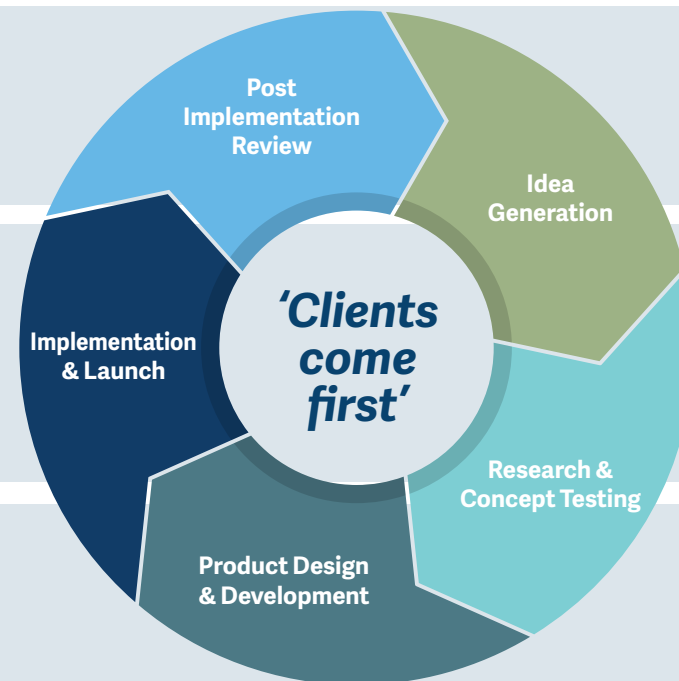 Post
Implementation
Review
Idea
Generation
Implementation
& Launch
‘Clients
come
first’
Research &
Concept Testing
Product Design
& Development